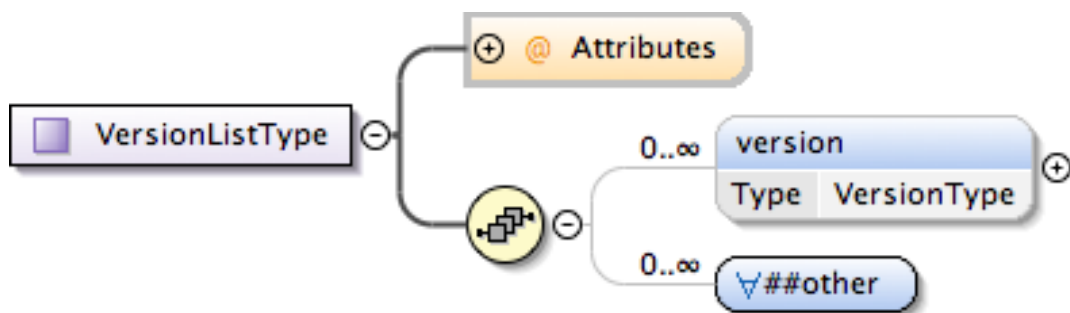 @ Attributes
VersionListType
0..∞
version
Type VersionType
0..∞
∀##other